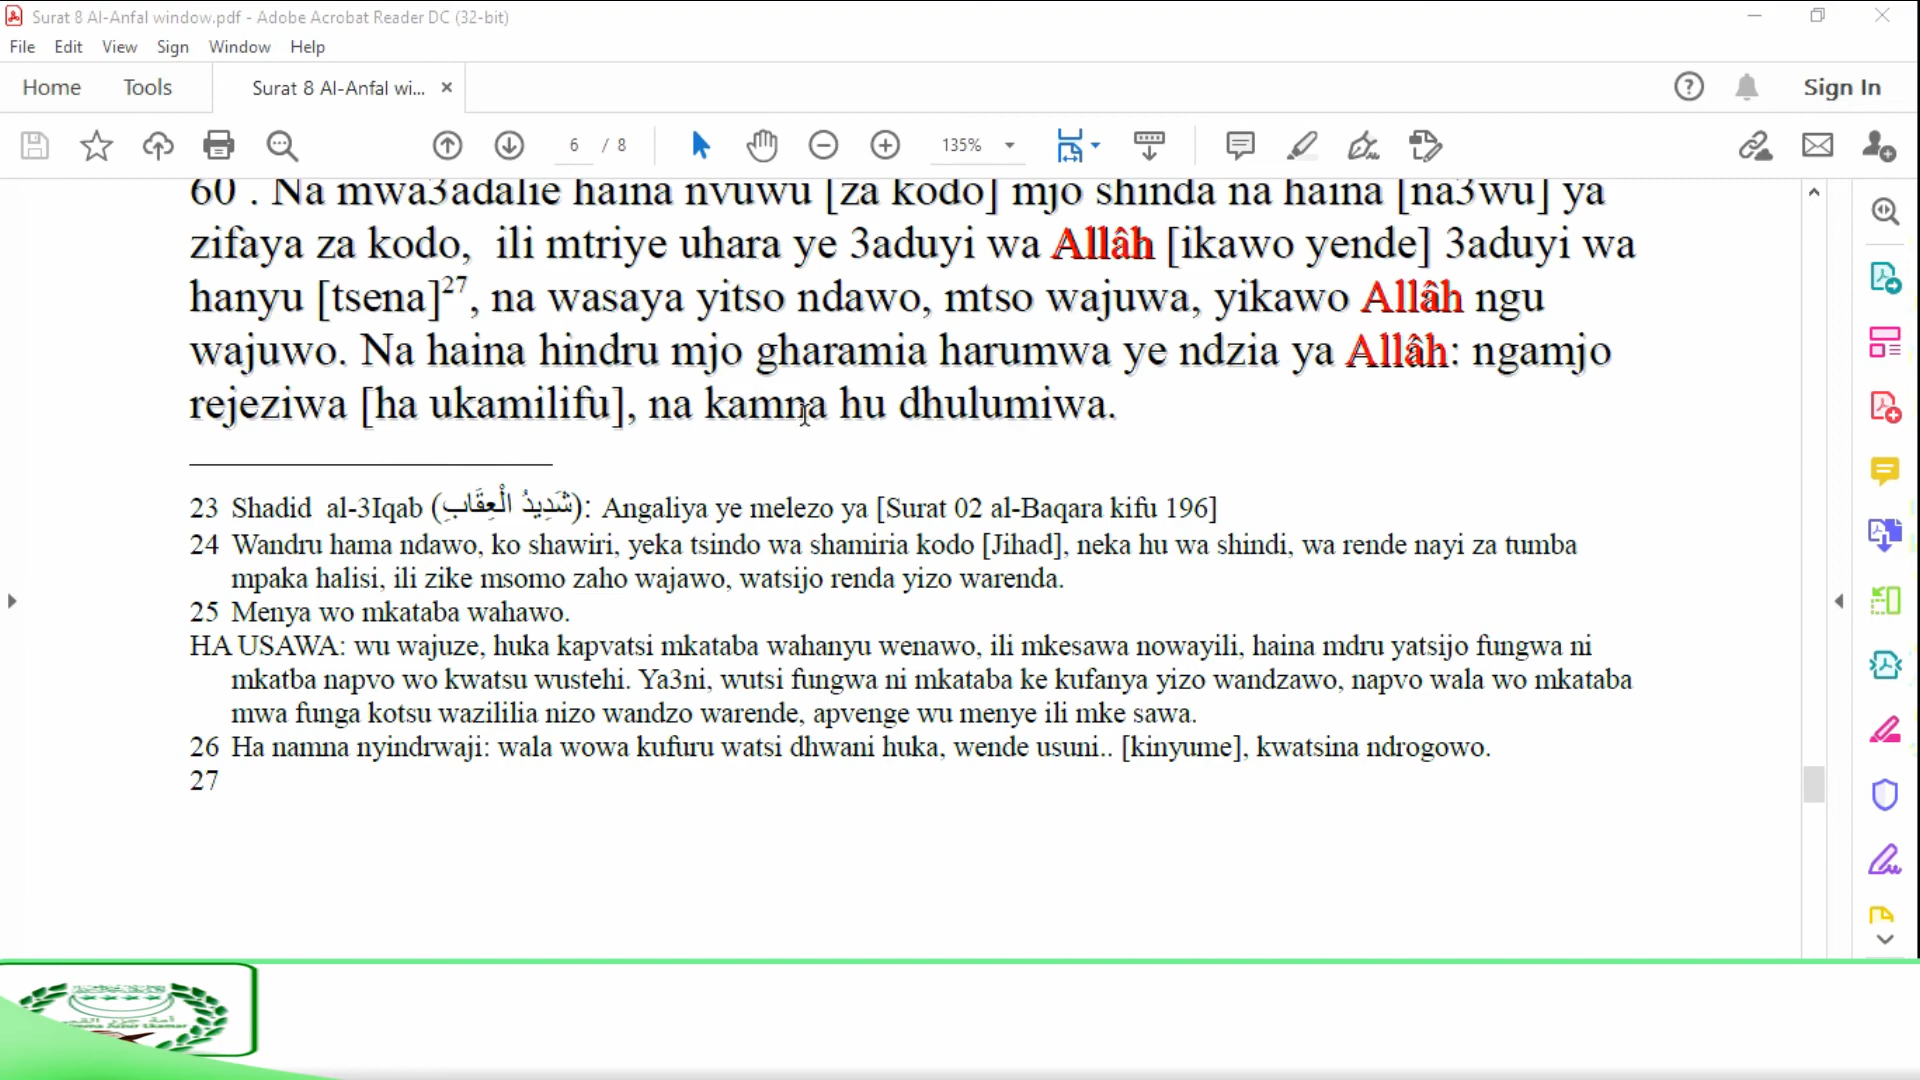 Surat 8 Al-Anfal window.pdf - Adobe Acrobat Reader DC (32-bit)
File Edit View Sign Window Help
Home Tools Surat 8 Al-Anfal wi... × Sign In
6 / 8 135%
60 . Na mwa3adalie haina nvuwu [za kodo] mjo shinda na haina [na3wu] ya
zifaya za kodo, ili mtriye uhara ye 3aduyi wa Allâh [ikawo yende] 3aduyi wa
hanyu [tsena]27, na wasaya yitso ndawo, mtso wajuwa, yikawo Allâh ngu
wajuwo. Na haina hindru mjo gharamia harumwa ye ndzia ya Allâh: ngamjo
rejeziwa [ha ukamilifu], na kamna hu dhulumiwa.
23 Shadid al-3Iqab (شَدِيدُ الْعِقَابِ): Angaliya ye melezo ya [Surat 02 al-Baqara kifu 196]
24 Wandru hama ndawo, ko shawiri, yeka tsindo wa shamiria kodo [Jihad], neka hu wa shindi, wa rende nayi za tumba
mpaka halisi, ili zike msomo zaho wajawo, watsijo renda yizo warenda.
25 Menya wo mkataba wahawo.
HA USAWA: wu wajuze, huka kapvatsi mkataba wahanyu wenawo, ili mkesawa nowayili, haina mdru yatsijo fungwa ni
mkatba napvo wo kwatsu wustehi. Ya3ni, wutsi fungwa ni mkataba ke kufanya yizo wandzawo, napvo wala wo mkataba
mwa funga kotsu wazililia nizo wandzo warende, apvenge wu menye ili mke sawa.
26 Ha namna nyindrwaji: wala wowa kufuru watsi dhwani huka, wende usuni.. [kinyume], kwatsina ndrogowo.
27